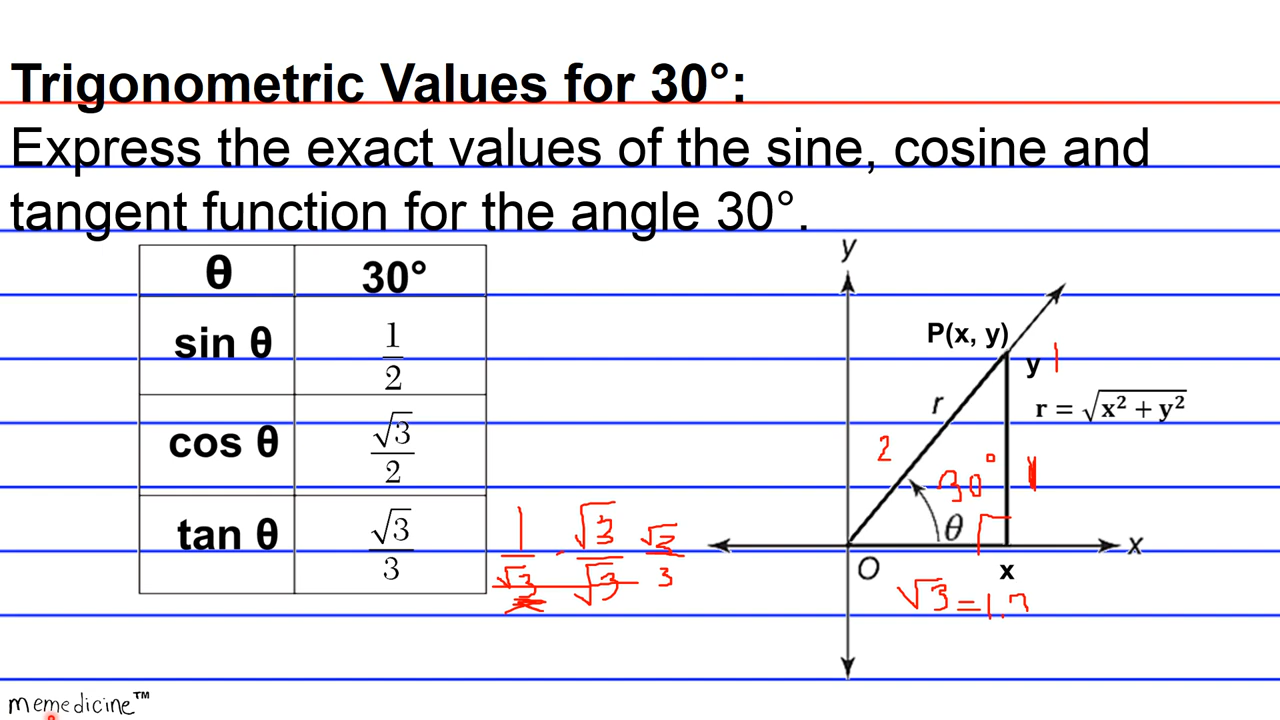 Trigonometric Values for 30°:
Express the exact values of the sine, cosine and
tangent function for the angle 30°.
θ 30°
sin θ 1/2
cos θ √3/2
tan θ √3/3
1/√3 · √3/√3 √3/3
y
P(x, y)
y 1
r
r = √x² + y²
2
30°
θ
x
O
x
√3 = 1.7
memedicine™